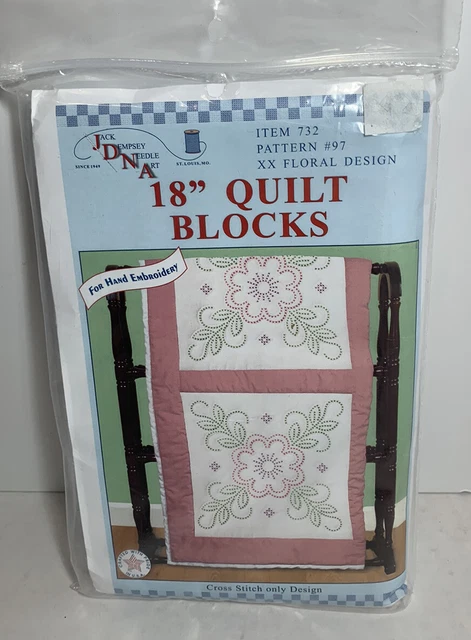 JACK
DEMPSEY
NEEDLE
ART
SINCE 1949
ST. LOUIS, MO.
ITEM 732
PATTERN #97
XX FLORAL DESIGN
18” QUILT
BLOCKS
For Hand Embroidery
Cross Stitch only Design